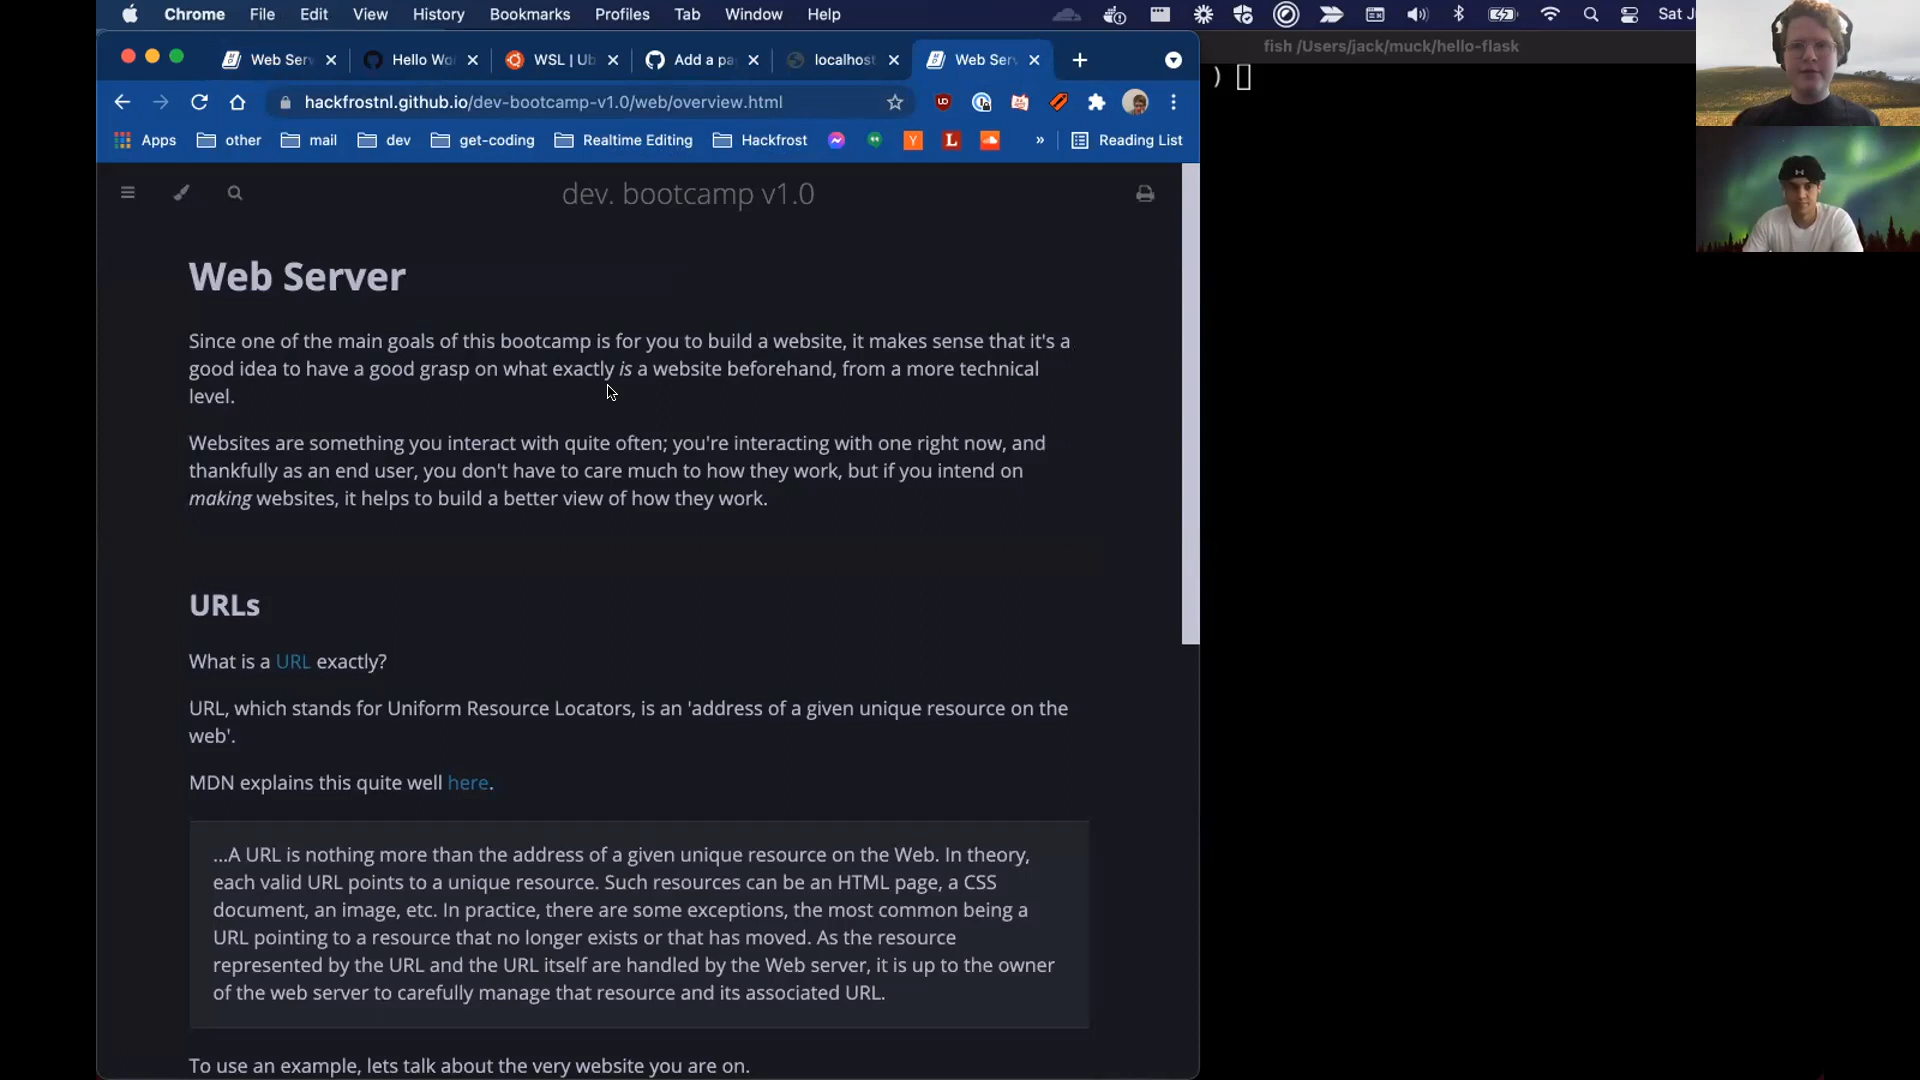 Chrome File Edit View History Bookmarks Profiles Tab Window Help Sat
fish /Users/jack/muck/hello-flask
Web Ser Hello Wo WSL | Ub Add a pa localhost Web Ser
hackfrostnl.github.io/dev-bootcamp-v1.0/web/overview.html
Apps other mail dev get-coding Realtime Editing Hackfrost » Reading List
dev. bootcamp v1.0
Web Server
Since one of the main goals of this bootcamp is for you to build a website, it makes sense that it's a
good idea to have a good grasp on what exactly is a website beforehand, from a more technical
level.
Websites are something you interact with quite often; you're interacting with one right now, and
thankfully as an end user, you don't have to care much to how they work, but if you intend on
making websites, it helps to build a better view of how they work.
URLs
What is a URL exactly?
URL, which stands for Uniform Resource Locators, is an 'address of a given unique resource on the
web'.
MDN explains this quite well here.
...A URL is nothing more than the address of a given unique resource on the Web. In theory,
each valid URL points to a unique resource. Such resources can be an HTML page, a CSS
document, an image, etc. In practice, there are some exceptions, the most common being a
URL pointing to a resource that no longer exists or that has moved. As the resource
represented by the URL and the URL itself are handled by the Web server, it is up to the owner
of the web server to carefully manage that resource and its associated URL.
To use an example, lets talk about the very website you are on.